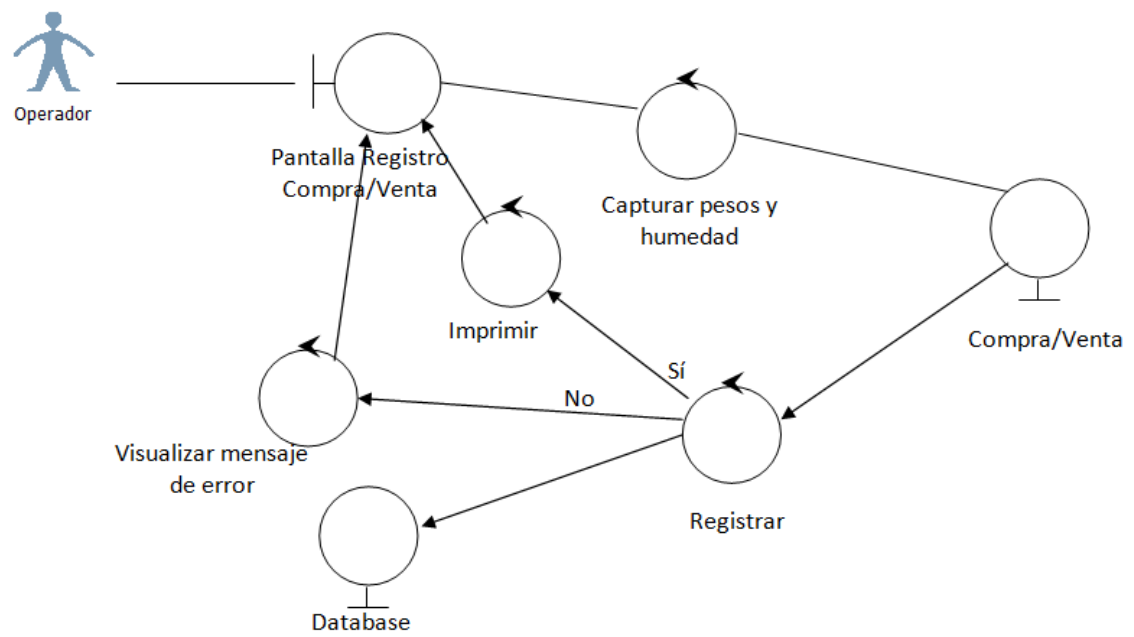 Operador
Pantalla Registro
Compra/Venta
Capturar pesos y
humedad
Imprimir
Compra/Venta
Sí
No
Visualizar mensaje
de error
Registrar
Database